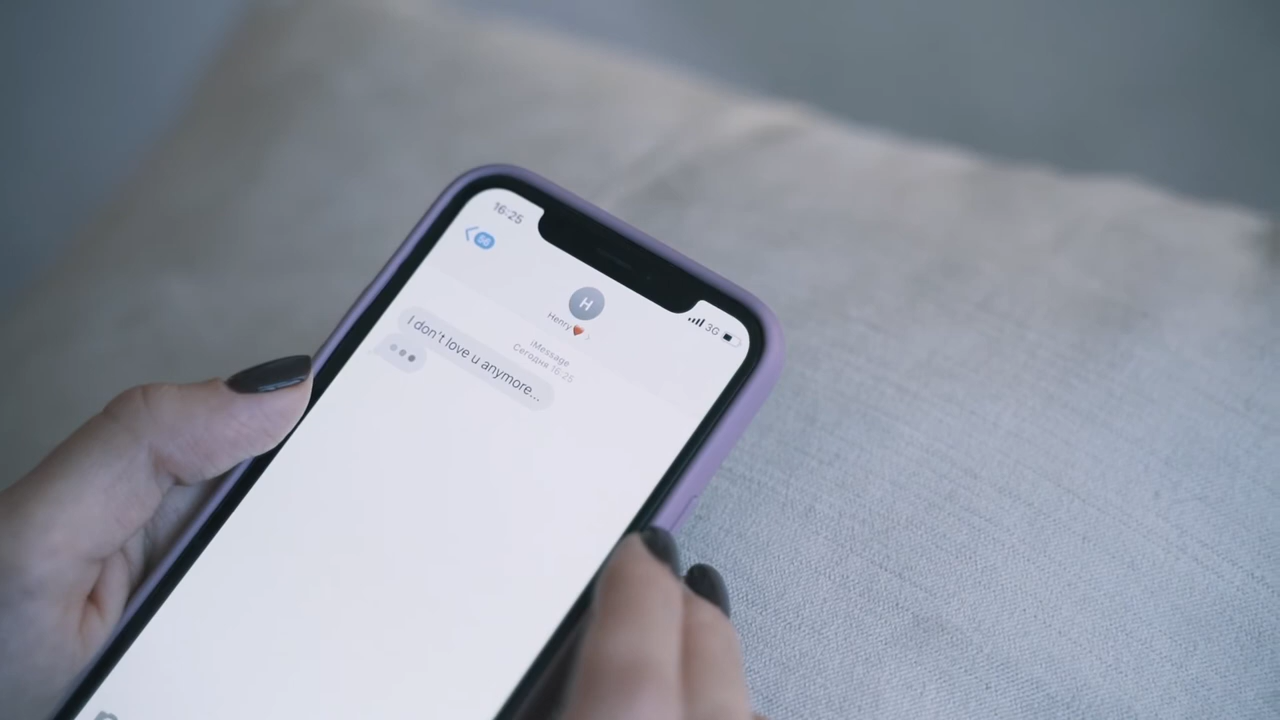 16:25
56
3G
H
Henry❤️
iMessage
Сегодня 16:25
I don't love u anymore...